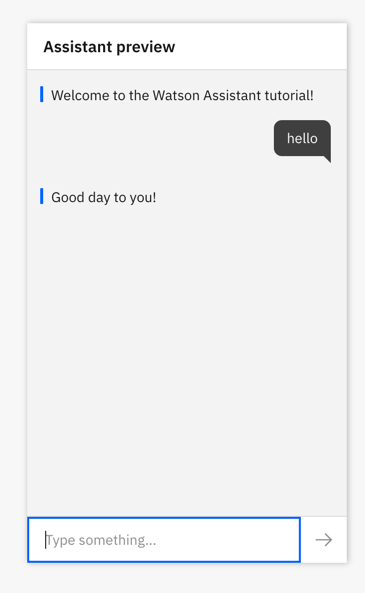 Assistant preview
Welcome to the Watson Assistant tutorial!
hello
Good day to you!
Type something...